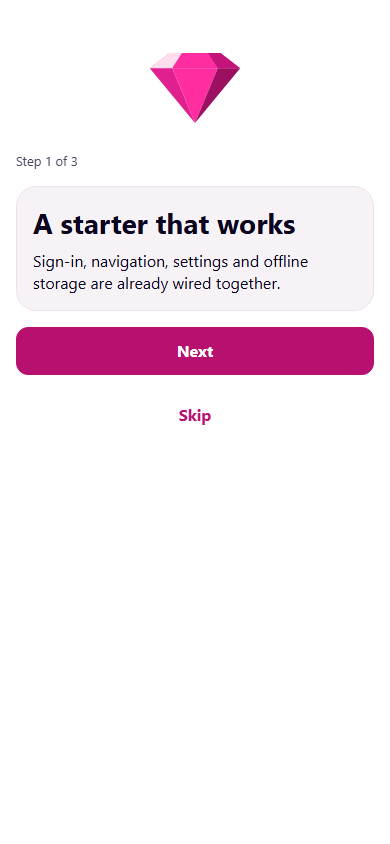 Step 1 of 3
A starter that works
Sign-in, navigation, settings and offline
storage are already wired together.
Next
Skip